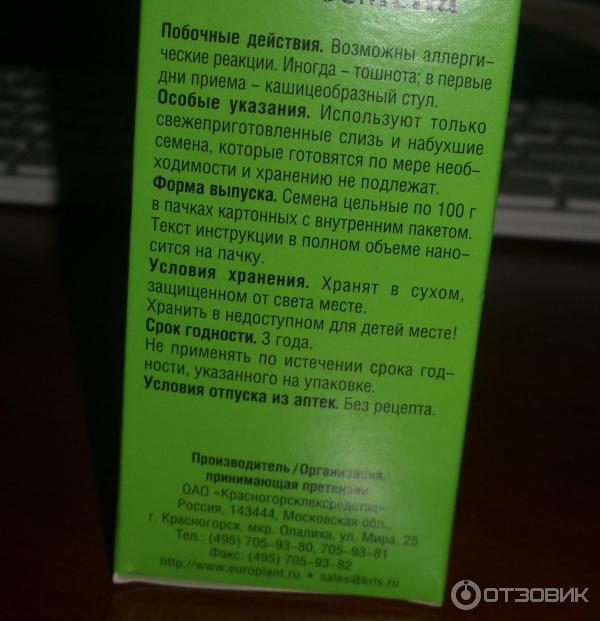 Побочные действия. Возможны аллерги-
ческие реакции. Иногда – тошнота; в первые
дни приема – кашицеобразный стул.
Особые указания. Используют только
свежеприготовленные слизь и набухшие
семена, которые готовятся по мере необ-
ходимости и хранению не подлежат.
Форма выпуска. Семена цельные по 100 г
в пачках картонных с внутренним пакетом.
Текст инструкции в полном объеме нано-
сится на пачку.
Условия хранения. Хранят в сухом,
защищенном от света месте.
Хранить в недоступном для детей месте!
Срок годности. 3 года.
Не применять по истечении срока год-
ности, указанного на упаковке.
Условия отпуска из аптек. Без рецепта.
Производитель / Организация,
принимающая претензии
ОАО «Красногорсклексредства»
Россия, 143444, Московская обл.,
г. Красногорск, мкр. Опалиха, ул. Мира, 25
Тел.: (495) 705–93–80, 705–93–81
Факс: (495) 705–93–82
http://www.europlant.ru • sales@krls.ru
ОТЗОВИК